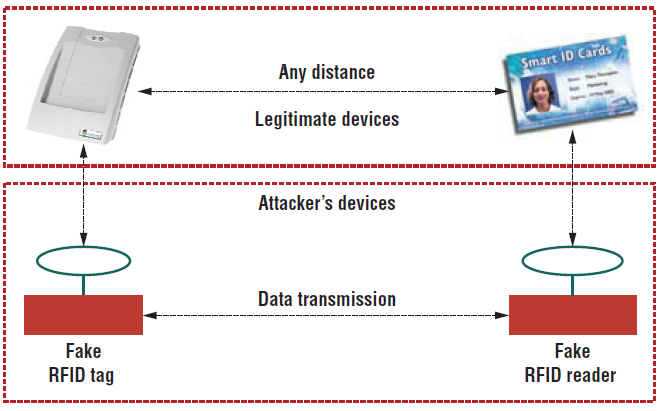 Any distance
Smart ID Cards
Legitimate devices
Attacker's devices
Data transmission
Fake
RFID tag
Fake
RFID reader